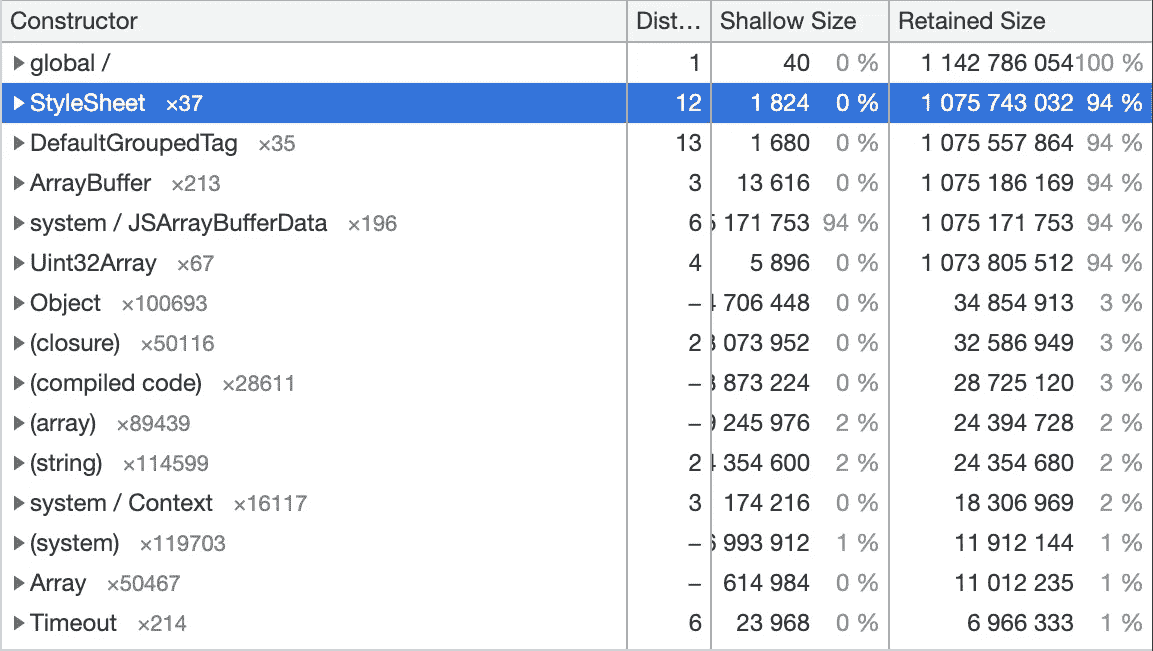 Constructor Dist… Shallow Size Retained Size
global / 1 40 0 % 1 142 786 054 100 %
StyleSheet ×37 12 1 824 0 % 1 075 743 032 94 %
DefaultGroupedTag ×35 13 1 680 0 % 1 075 557 864 94 %
ArrayBuffer ×213 3 13 616 0 % 1 075 186 169 94 %
system / JSArrayBufferData ×196 6 171 753 94 % 1 075 171 753 94 %
Uint32Array ×67 4 5 896 0 % 1 073 805 512 94 %
Object ×100693 – 706 448 0 % 34 854 913 3 %
(closure) ×50116 2 073 952 0 % 32 586 949 3 %
(compiled code) ×28611 – 873 224 0 % 28 725 120 3 %
(array) ×89439 – 245 976 2 % 24 394 728 2 %
(string) ×114599 2 354 600 2 % 24 354 680 2 %
system / Context ×16117 3 174 216 0 % 18 306 969 2 %
(system) ×119703 – 993 912 1 % 11 912 144 1 %
Array ×50467 – 614 984 0 % 11 012 235 1 %
Timeout ×214 6 23 968 0 % 6 966 333 1 %